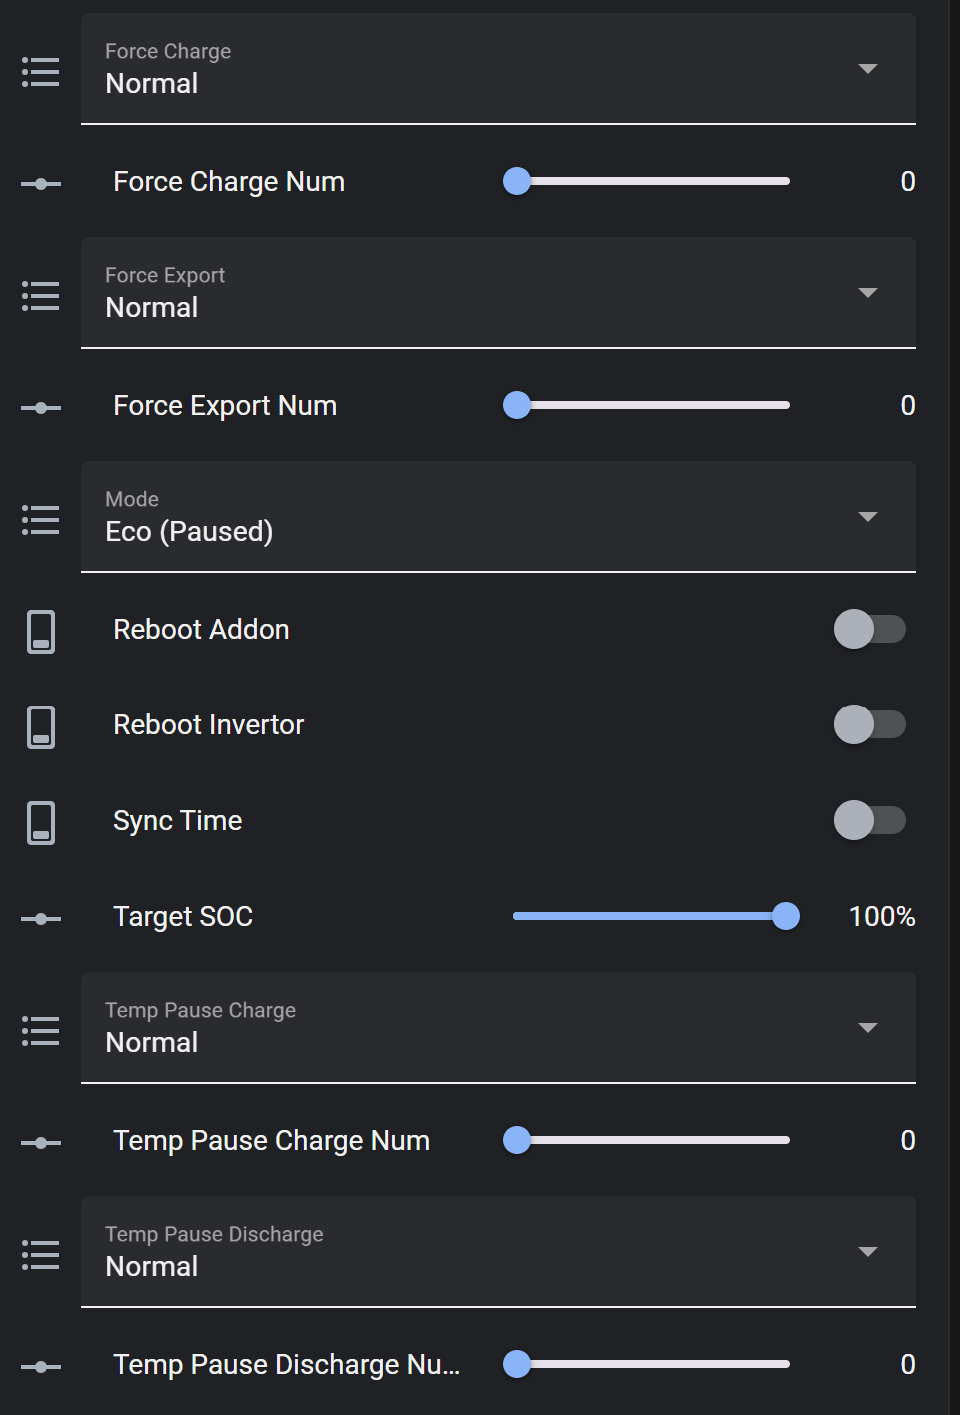 Force Charge
Normal
Force Charge Num 0
Force Export
Normal
Force Export Num 0
Mode
Eco (Paused)
Reboot Addon
Reboot Invertor
Sync Time
Target SOC 100%
Temp Pause Charge
Normal
Temp Pause Charge Num 0
Temp Pause Discharge
Normal
Temp Pause Discharge Nu... 0